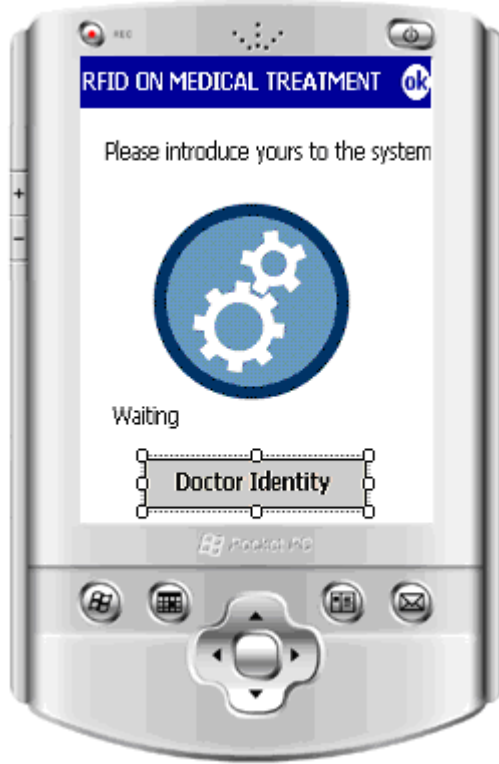 REC
RFID ON MEDICAL TREATMENT ok
Please introduce yours to the system
Waiting
Doctor Identity
Pocket PC